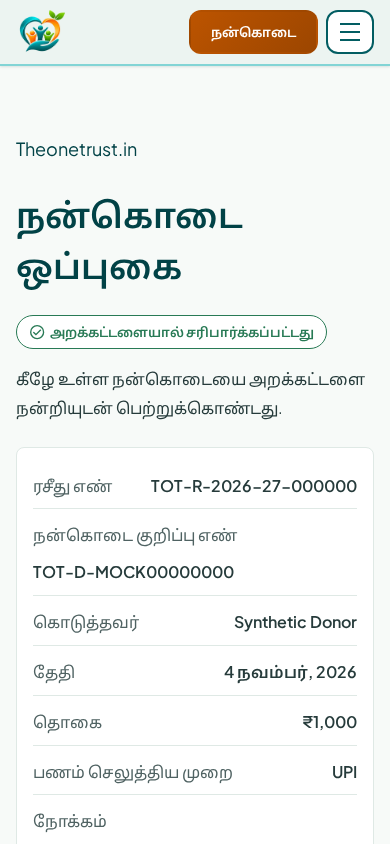 நன்கொடை
Theonetrust.in
நன்கொடை
ஒப்புகை
அறக்கட்டளையால் சரிபார்க்கப்பட்டது
கீழே உள்ள நன்கொடையை அறக்கட்டளை
நன்றியுடன் பெற்றுக்கொண்டது.
ரசீது எண் TOT-R-2026-27-000000
நன்கொடை குறிப்பு எண்
TOT-D-MOCK00000000
கொடுத்தவர் Synthetic Donor
தேதி 4 நவம்பர், 2026
தொகை ₹1,000
பணம் செலுத்திய முறை UPI
நோக்கம்